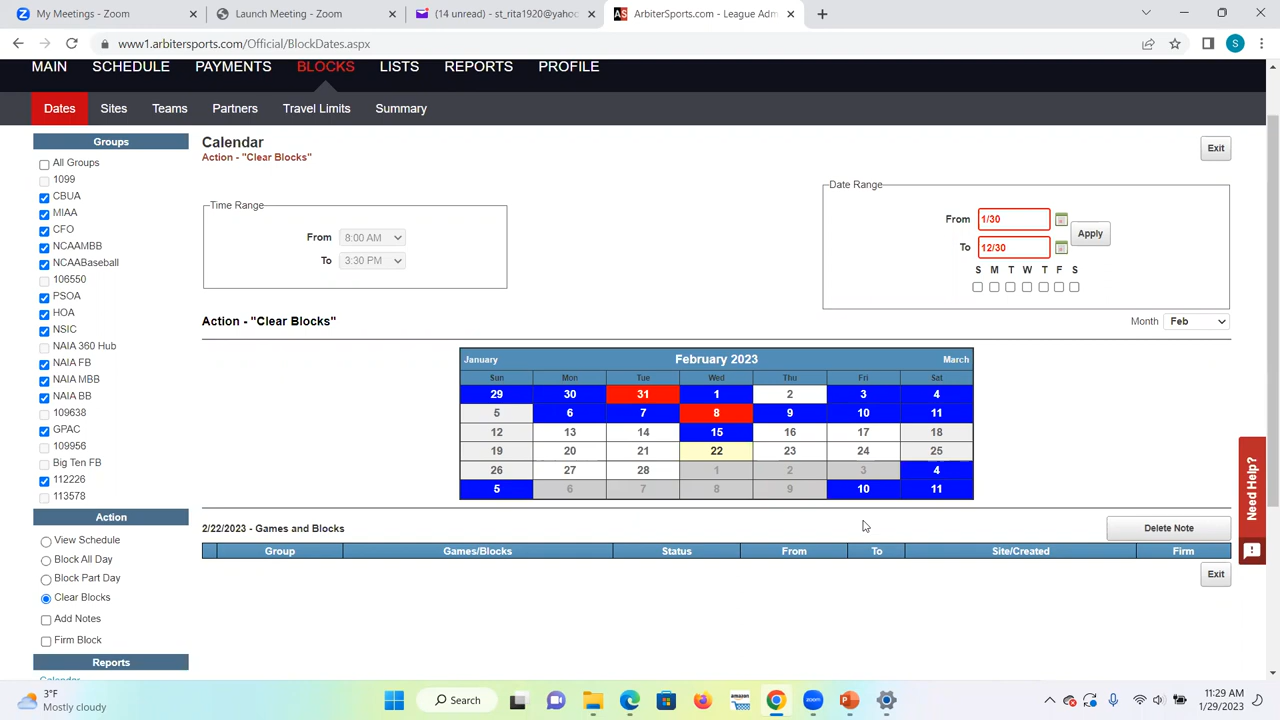 My Meetings - Zoom
Launch Meeting - Zoom
(14 unread) - st_rita1920@yahoo
AS ArbiterSports.com - League Adm
www1.arbitersports.com/Official/BlockDates.aspx
S
MAIN SCHEDULE PAYMENTS BLOCKS LISTS REPORTS PROFILE
Dates Sites Teams Partners Travel Limits Summary
Groups
All Groups
1099
CBUA
MIAA
CFO
NCAAMBB
NCAABaseball
106550
PSOA
HOA
NSIC
NAIA 360 Hub
NAIA FB
NAIA MBB
NAIA BB
109638
GPAC
109956
Big Ten FB
112226
113578
Action
View Schedule
Block All Day
Block Part Day
Clear Blocks
Add Notes
Firm Block
Reports
Calendar
Action - "Clear Blocks"
Exit
Time Range
From 8:00 AM
To 3:30 PM
Date Range
From 1/30
To 12/30
Apply
S M T W T F S
Action - "Clear Blocks"
Month Feb
January February 2023 March
Sun Mon Tue Wed Thu Fri Sat
29 30 31 1 2 3 4
5 6 7 8 9 10 11
12 13 14 15 16 17 18
19 20 21 22 23 24 25
26 27 28 1 2 3 4
5 6 7 8 9 10 11
2/22/2023 - Games and Blocks
Delete Note
Group Games/Blocks Status From To Site/Created Firm
Exit
Need Help?
3°F
Mostly cloudy
Search
amazon
11:29 AM
1/29/2023